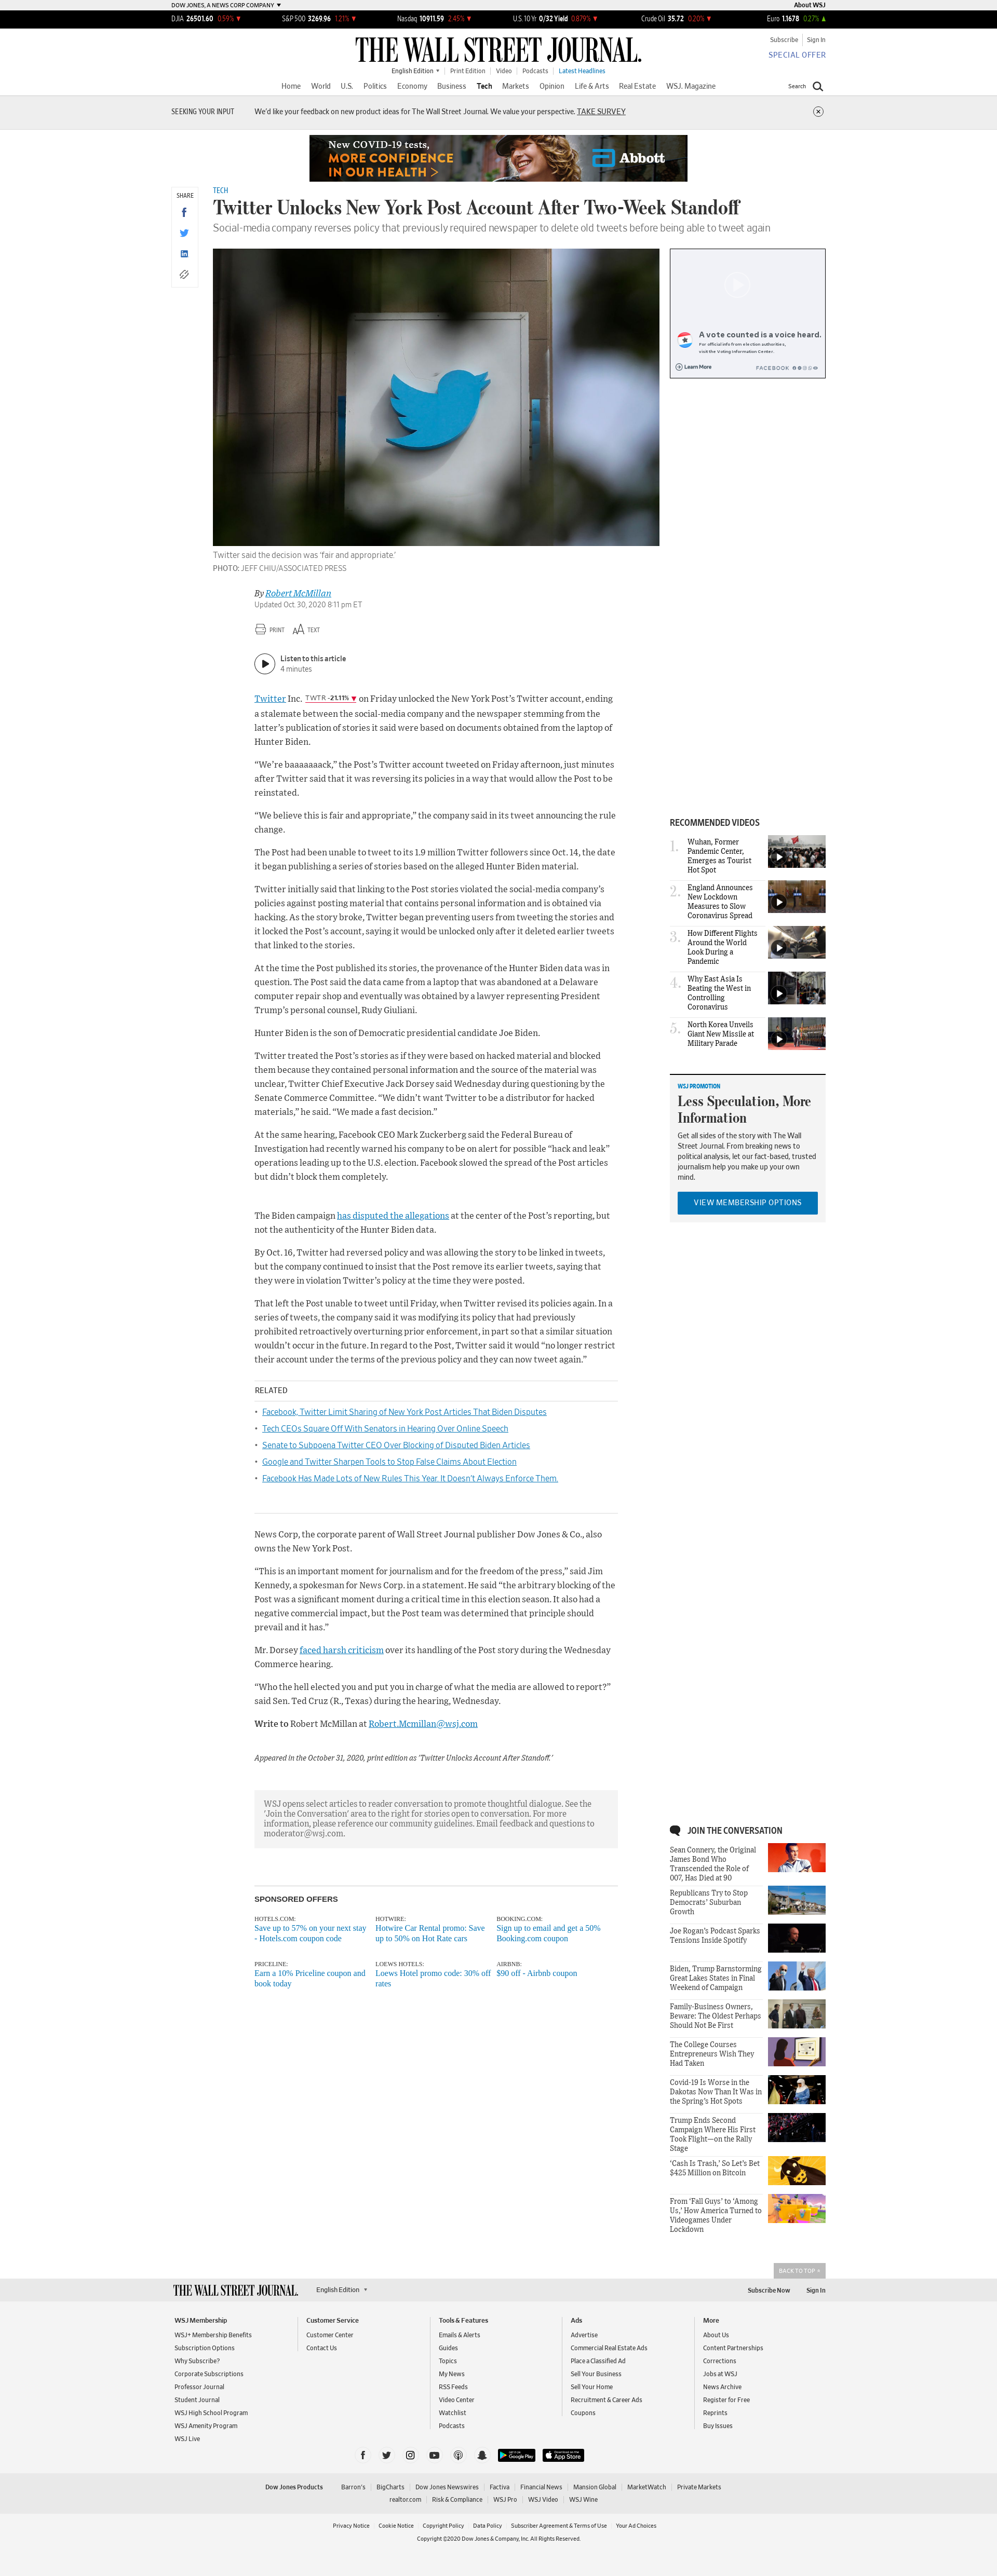 DOW JONES, A NEWS CORP COMPANY
About WSJ
DJIA 26501.60 0.59%
S&P 500 3269.96 1.21%
Nasdaq 10911.59 2.45%
U.S. 10 Yr 0/32 Yield 0.879%
Crude Oil 35.72 0.20%
Euro 1.1678 0.27%
THE WALL STREET JOURNAL.
Subscribe Sign In
SPECIAL OFFER
English Edition Print Edition Video Podcasts Latest Headlines
Home World U.S. Politics Economy Business Tech Markets Opinion Life & Arts Real Estate WSJ. Magazine
Search
SEEKING YOUR INPUT
We'd like your feedback on new product ideas for The Wall Street Journal. We value your perspective. TAKE SURVEY
New COVID-19 tests,
MORE CONFIDENCE
IN OUR HEALTH >
Abbott
SHARE
TECH
Twitter Unlocks New York Post Account After Two-Week Standoff
Social-media company reverses policy that previously required newspaper to delete old tweets before being able to tweet again
A vote counted is a voice heard.
For official info from election authorities,
visit the Voting Information Center.
Learn More
FACEBOOK
Twitter said the decision was 'fair and appropriate.'
PHOTO: JEFF CHIU/ASSOCIATED PRESS
By Robert McMillan
Updated Oct. 30, 2020 8:11 pm ET
PRINT TEXT
Listen to this article
4 minutes
Twitter Inc. TWTR -21.11% on Friday unlocked the New York Post's Twitter account, ending
a stalemate between the social-media company and the newspaper stemming from the
latter's publication of stories it said were based on documents obtained from the laptop of
Hunter Biden.
“We're baaaaaaack,” the Post's Twitter account tweeted on Friday afternoon, just minutes
after Twitter said that it was reversing its policies in a way that would allow the Post to be
reinstated.
“We believe this is fair and appropriate,” the company said in its tweet announcing the rule
change.
The Post had been unable to tweet to its 1.9 million Twitter followers since Oct. 14, the date
it began publishing a series of stories based on the alleged Hunter Biden material.
Twitter initially said that linking to the Post stories violated the social-media company's
policies against posting material that contains personal information and is obtained via
hacking. As the story broke, Twitter began preventing users from tweeting the stories and
it locked the Post's account, saying it would be unlocked only after it deleted earlier tweets
that linked to the stories.
At the time the Post published its stories, the provenance of the Hunter Biden data was in
question. The Post said the data came from a laptop that was abandoned at a Delaware
computer repair shop and eventually was obtained by a lawyer representing President
Trump's personal counsel, Rudy Giuliani.
Hunter Biden is the son of Democratic presidential candidate Joe Biden.
Twitter treated the Post's stories as if they were based on hacked material and blocked
them because they contained personal information and the source of the material was
unclear, Twitter Chief Executive Jack Dorsey said Wednesday during questioning by the
Senate Commerce Committee. “We didn't want Twitter to be a distributor for hacked
materials,” he said. “We made a fast decision.”
At the same hearing, Facebook CEO Mark Zuckerberg said the Federal Bureau of
Investigation had recently warned his company to be on alert for possible “hack and leak”
operations leading up to the U.S. election. Facebook slowed the spread of the Post articles
but didn't block them completely.
The Biden campaign has disputed the allegations at the center of the Post's reporting, but
not the authenticity of the Hunter Biden data.
By Oct. 16, Twitter had reversed policy and was allowing the story to be linked in tweets,
but the company continued to insist that the Post remove its earlier tweets, saying that
they were in violation Twitter's policy at the time they were posted.
That left the Post unable to tweet until Friday, when Twitter revised its policies again. In a
series of tweets, the company said it was modifying its policy that had previously
prohibited retroactively overturning prior enforcement, in part so that a similar situation
wouldn't occur in the future. In regard to the Post, Twitter said it would “no longer restrict
their account under the terms of the previous policy and they can now tweet again.”
RELATED
• Facebook, Twitter Limit Sharing of New York Post Articles That Biden Disputes
• Tech CEOs Square Off With Senators in Hearing Over Online Speech
• Senate to Subpoena Twitter CEO Over Blocking of Disputed Biden Articles
• Google and Twitter Sharpen Tools to Stop False Claims About Election
• Facebook Has Made Lots of New Rules This Year. It Doesn't Always Enforce Them.
News Corp, the corporate parent of Wall Street Journal publisher Dow Jones & Co., also
owns the New York Post.
“This is an important moment for journalism and for the freedom of the press,” said Jim
Kennedy, a spokesman for News Corp. in a statement. He said “the arbitrary blocking of the
Post was a significant moment during a critical time in this election season. It also had a
negative commercial impact, but the Post team was determined that principle should
prevail and it has.”
Mr. Dorsey faced harsh criticism over its handling of the Post story during the Wednesday
Commerce hearing.
“Who the hell elected you and put you in charge of what the media are allowed to report?”
said Sen. Ted Cruz (R., Texas) during the hearing, Wednesday.
Write to Robert McMillan at Robert.Mcmillan@wsj.com
Appeared in the October 31, 2020, print edition as 'Twitter Unlocks Account After Standoff.'
WSJ opens select articles to reader conversation to promote thoughtful dialogue. See the
'Join the Conversation' area to the right for stories open to conversation. For more
information, please reference our community guidelines. Email feedback and questions to
moderator@wsj.com.
SPONSORED OFFERS
HOTELS.COM:
Save up to 57% on your next stay
- Hotels.com coupon code
HOTWIRE:
Hotwire Car Rental promo: Save
up to 50% on Hot Rate cars
BOOKING.COM:
Sign up to email and get a 50%
Booking.com coupon
PRICELINE:
Earn a 10% Priceline coupon and
book today
LOEWS HOTELS:
Loews Hotel promo code: 30% off
rates
AIRBNB:
$90 off - Airbnb coupon
RECOMMENDED VIDEOS
1. Wuhan, Former
Pandemic Center,
Emerges as Tourist
Hot Spot
2. England Announces
New Lockdown
Measures to Slow
Coronavirus Spread
3. How Different Flights
Around the World
Look During a
Pandemic
4. Why East Asia Is
Beating the West in
Controlling
Coronavirus
5. North Korea Unveils
Giant New Missile at
Military Parade
WSJ PROMOTION
Less Speculation, More
Information
Get all sides of the story with The Wall
Street Journal. From breaking news to
political analysis, let our fact-based, trusted
journalism help you make up your own
mind.
VIEW MEMBERSHIP OPTIONS
JOIN THE CONVERSATION
Sean Connery, the Original
James Bond Who
Transcended the Role of
007, Has Died at 90
Republicans Try to Stop
Democrats' Suburban
Growth
Joe Rogan's Podcast Sparks
Tensions Inside Spotify
Biden, Trump Barnstorming
Great Lakes States in Final
Weekend of Campaign
Family-Business Owners,
Beware: The Oldest Perhaps
Should Not Be First
The College Courses
Entrepreneurs Wish They
Had Taken
Covid-19 Is Worse in the
Dakotas Now Than It Was in
the Spring's Hot Spots
Trump Ends Second
Campaign Where His First
Took Flight—on the Rally
Stage
'Cash Is Trash,' So Let's Bet
$425 Million on Bitcoin
From 'Fall Guys' to 'Among
Us,' How America Turned to
Videogames Under
Lockdown
BACK TO TOP
THE WALL STREET JOURNAL.
English Edition
Subscribe Now Sign In
WSJ Membership
WSJ+ Membership Benefits
Subscription Options
Why Subscribe?
Corporate Subscriptions
Professor Journal
Student Journal
WSJ High School Program
WSJ Amenity Program
WSJ Live
Customer Service
Customer Center
Contact Us
Tools & Features
Emails & Alerts
Guides
Topics
My News
RSS Feeds
Video Center
Watchlist
Podcasts
Ads
Advertise
Commercial Real Estate Ads
Place a Classified Ad
Sell Your Business
Sell Your Home
Recruitment & Career Ads
Coupons
More
About Us
Content Partnerships
Corrections
Jobs at WSJ
News Archive
Register for Free
Reprints
Buy Issues
Google Play
App Store
Dow Jones Products Barron's BigCharts Dow Jones Newswires Factiva Financial News Mansion Global MarketWatch Private Markets
realtor.com Risk & Compliance WSJ Pro WSJ Video WSJ Wine
Privacy Notice Cookie Notice Copyright Policy Data Policy Subscriber Agreement & Terms of Use Your Ad Choices
Copyright ©2020 Dow Jones & Company, Inc. All Rights Reserved.